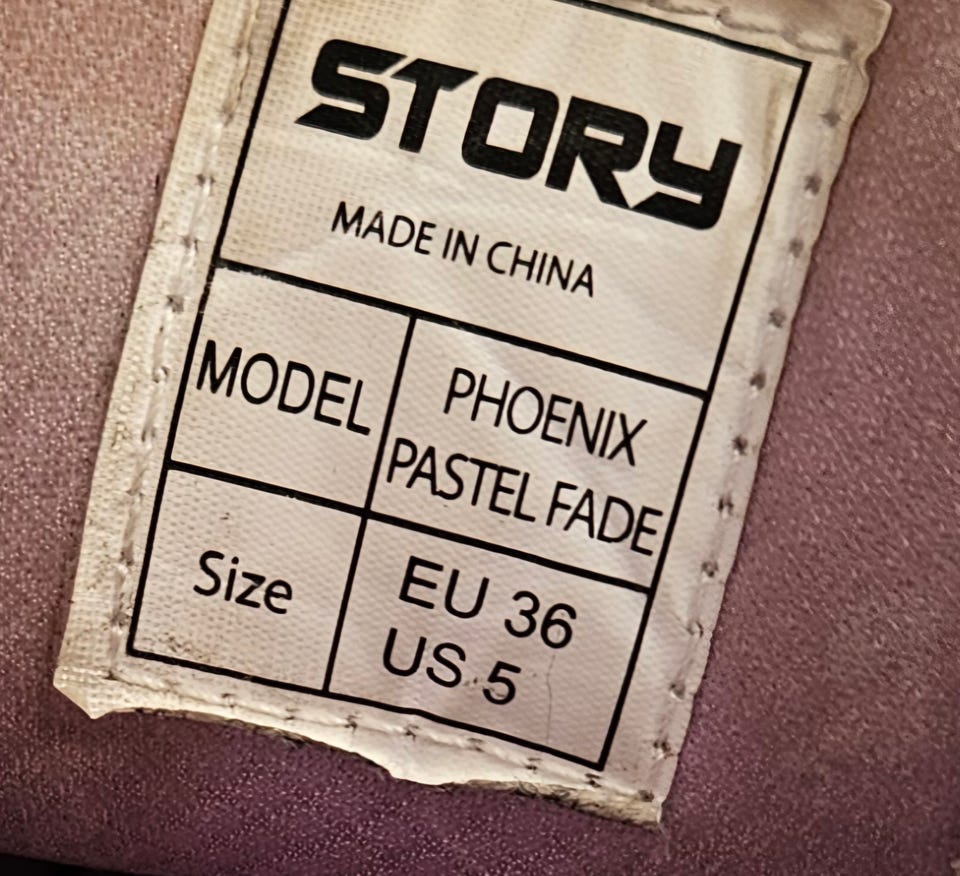 STORY
MADE IN CHINA
MODEL
PHOENIX
PASTEL FADE
Size
EU 36
US 5